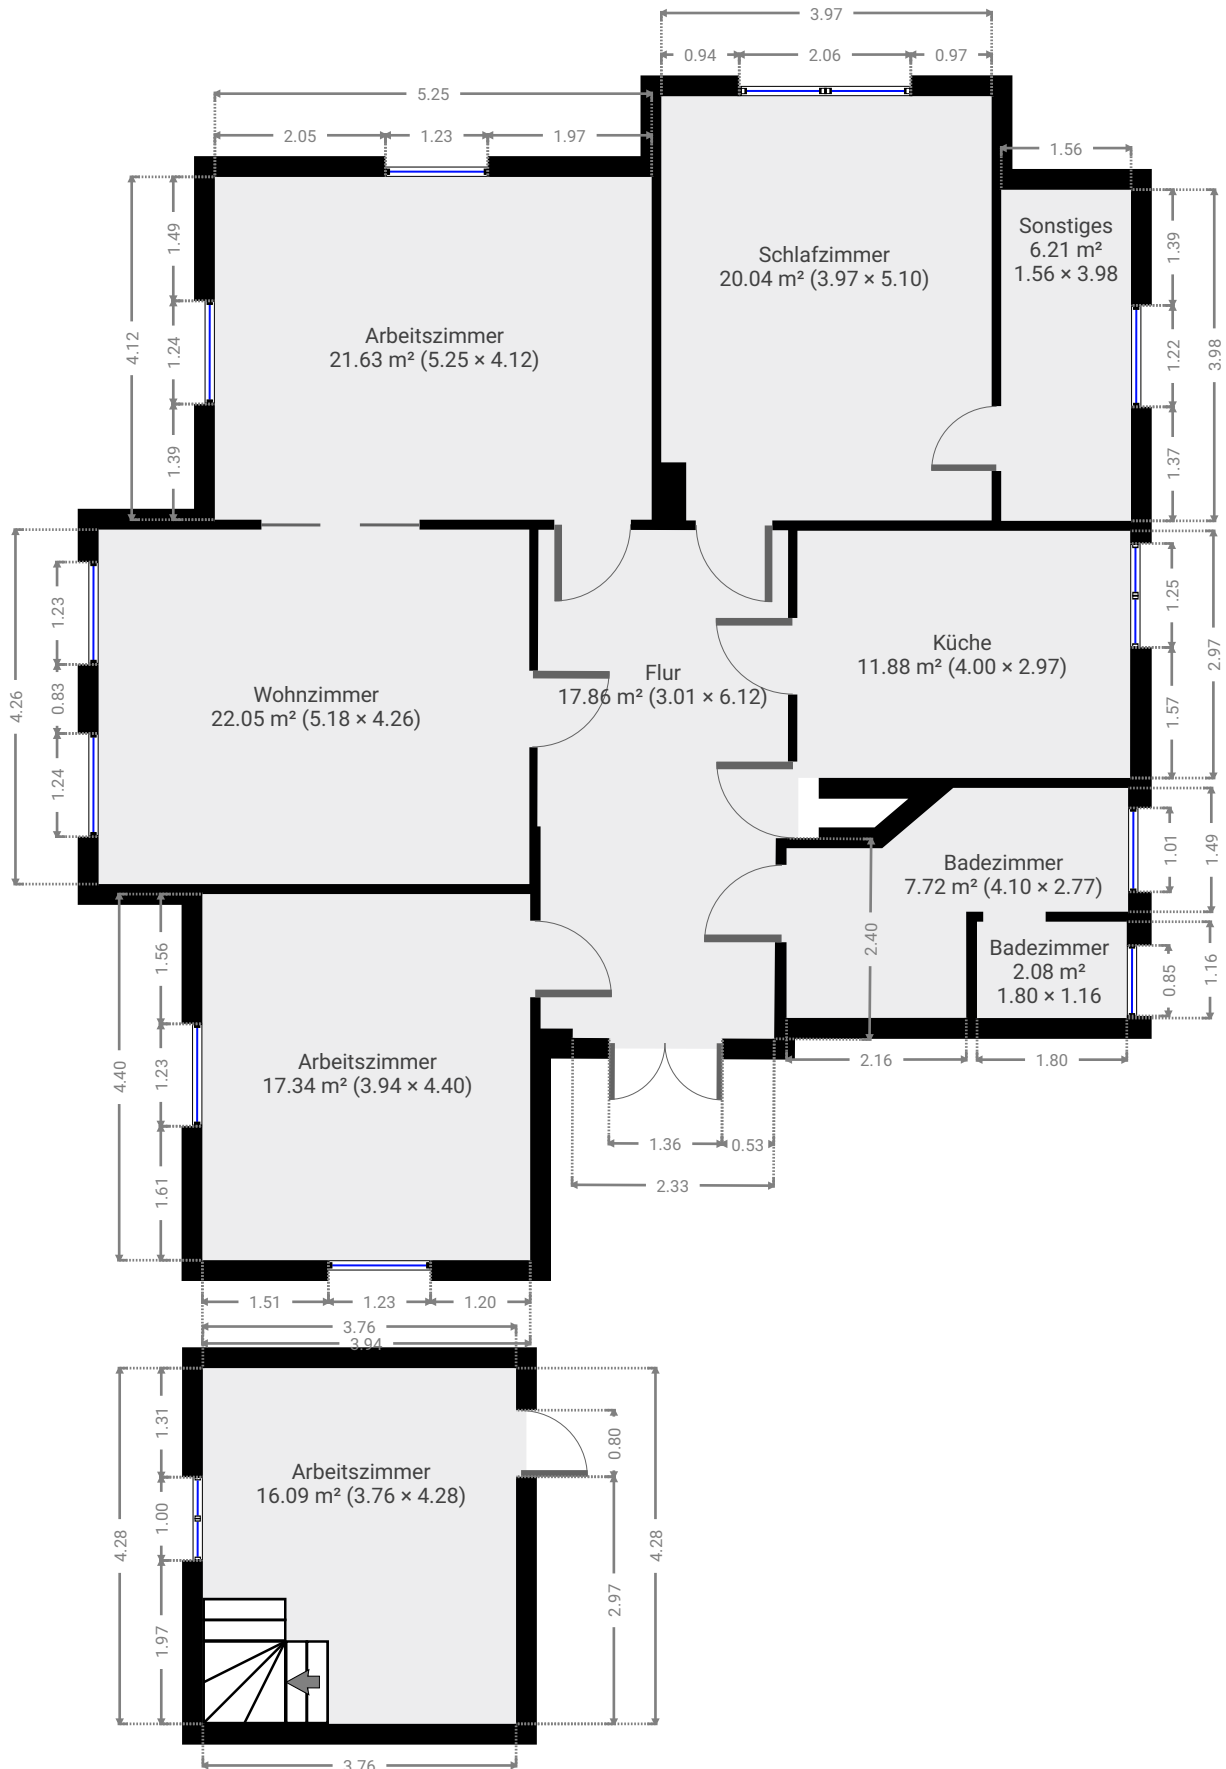 3.97
0.94
2.06
0.97
5.25
2.05
1.23
1.97
1.56
4.12
1.49
1.24
1.39
Arbeitszimmer
21.63 m² (5.25 × 4.12)
Schlafzimmer
20.04 m² (3.97 × 5.10)
Sonstiges
6.21 m²
1.56 × 3.98
1.39
1.22
1.37
3.98
4.26
1.23
0.83
1.24
Wohnzimmer
22.05 m² (5.18 × 4.26)
Flur
17.86 m² (3.01 × 6.12)
Küche
11.88 m² (4.00 × 2.97)
1.25
1.57
2.97
Badezimmer
7.72 m² (4.10 × 2.77)
1.01
1.49
2.40
Badezimmer
2.08 m²
1.80 × 1.16
0.85
1.16
2.16
1.80
4.40
1.56
1.23
1.61
Arbeitszimmer
17.34 m² (3.94 × 4.40)
1.36
0.53
2.33
1.51
1.23
1.20
3.76
3.94
4.28
1.31
1.00
1.97
Arbeitszimmer
16.09 m² (3.76 × 4.28)
0.80
2.97
4.28
3.76